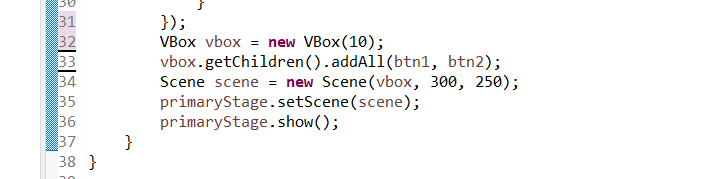 30 }
31 });
32 VBox vbox = new VBox(10);
33 vbox.getChildren().addAll(btn1, btn2);
34 Scene scene = new Scene(vbox, 300, 250);
35 primaryStage.setScene(scene);
36 primaryStage.show();
37 }
38 }